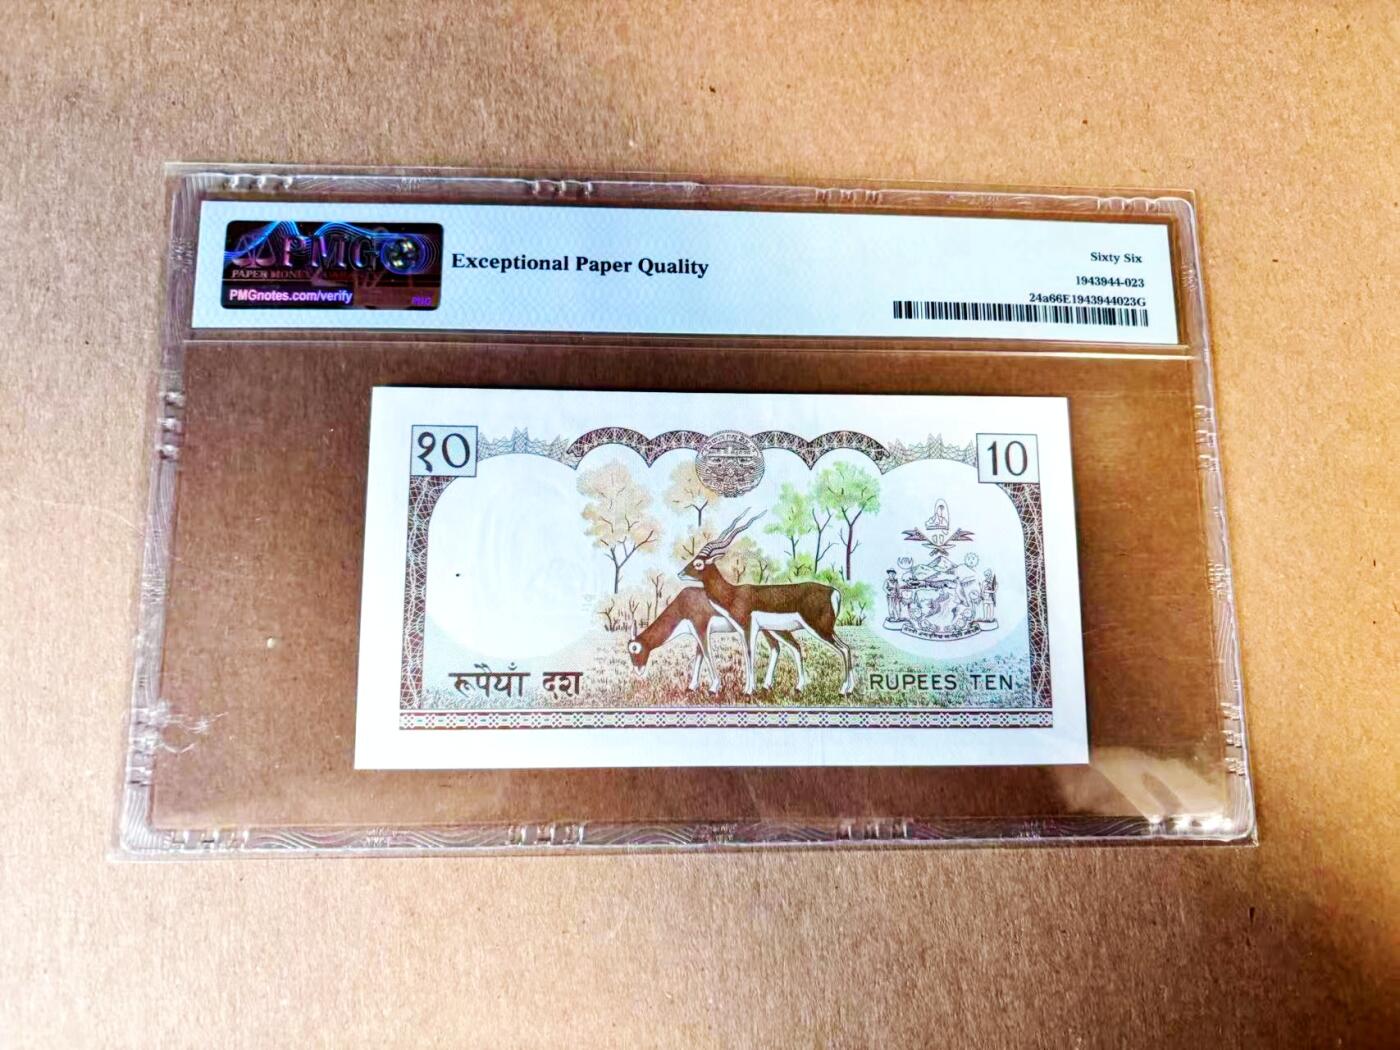 PMG
PAPER MONEY
PMGnotes.com/verify
PMG
Exceptional Paper Quality
Sixty Six
1943944-023
24a66E1943944023G
१०
10
रूपैयाँ दश
RUPEES TEN